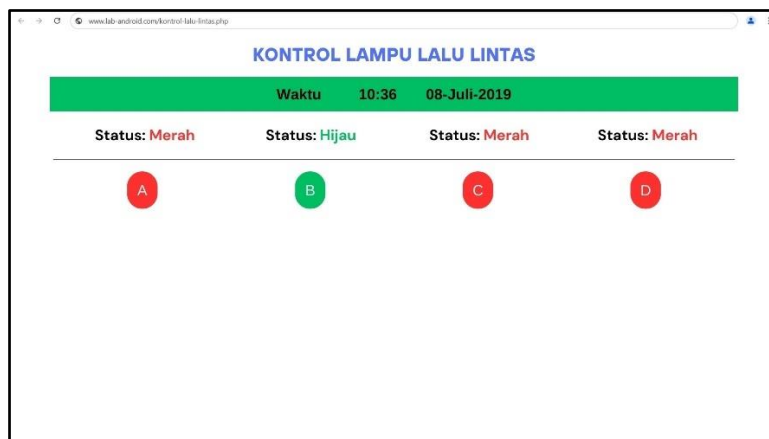 www.lab-android.com/kontrol-lalu-lintas.php
KONTROL LAMPU LALU LINTAS
Waktu 10:36 08-Juli-2019
Status: Merah Status: Hijau Status: Merah Status: Merah
A B C D